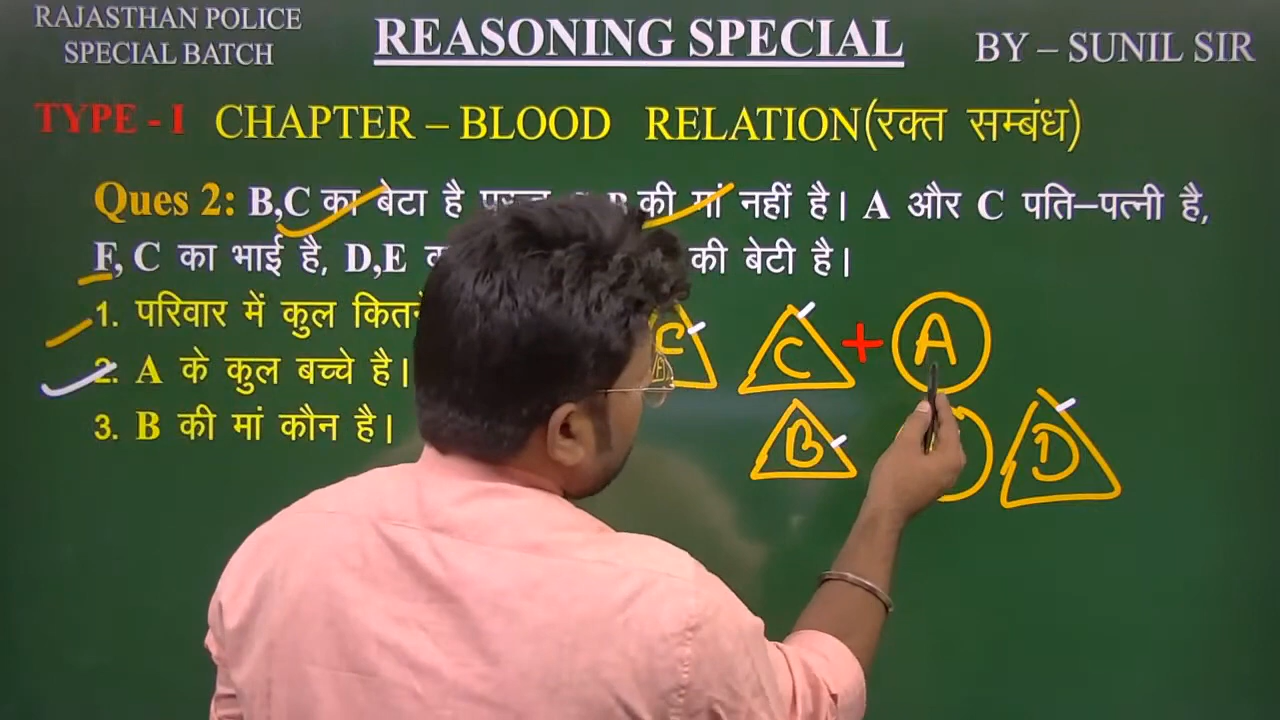 RAJASTHAN POLICE
SPECIAL BATCH
REASONING SPECIAL
BY – SUNIL SIR
TYPE - I CHAPTER – BLOOD RELATION(रक्त सम्बंध)
Ques 2: B,C का बेटा है की मां नहीं है। A और C पति–पत्नी है,
F, C का भाई है, D,E की बेटी है।
1. परिवार में कुल
2. A के कुल बच्चे है।
3. B की मां कौन है।
C + A
B D